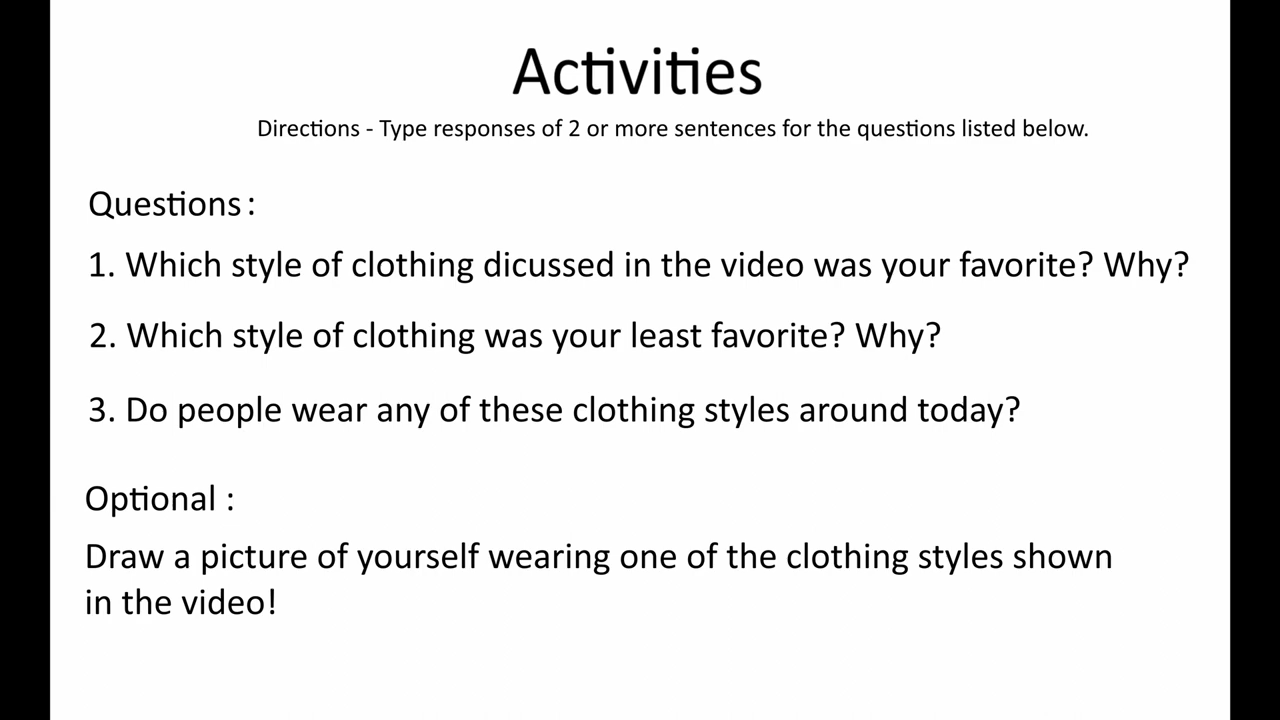 Activities
Directions - Type responses of 2 or more sentences for the questions listed below.
Questions :
1. Which style of clothing dicussed in the video was your favorite? Why?
2. Which style of clothing was your least favorite? Why?
3. Do people wear any of these clothing styles around today?
Optional :
Draw a picture of yourself wearing one of the clothing styles shown
in the video!